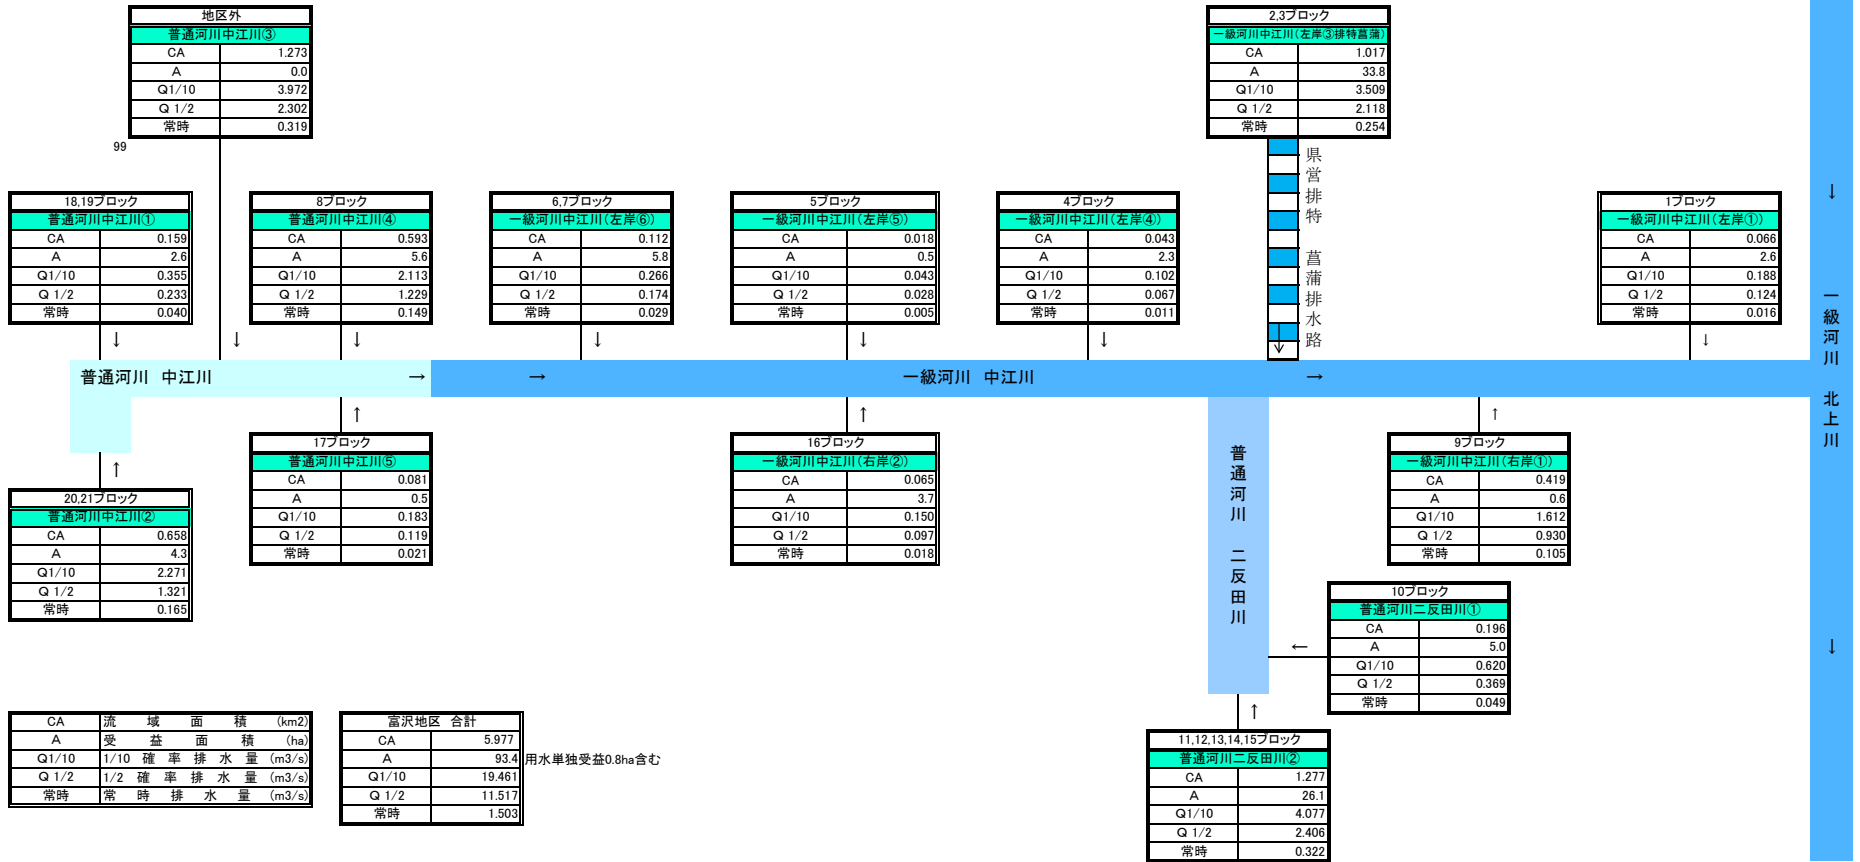 地区外
普通河川中江川③
CA 1.273
A 0.0
Q1/10 3.972
Q 1/2 2.302
常時 0.319
99
2,3ブロック
一級河川中江川(左岸③排特菖蒲)
CA 1.017
A 33.8
Q1/10 3.509
Q 1/2 2.118
常時 0.254
県営排特 菖蒲排水路
18,19ブロック
普通河川中江川①
CA 0.159
A 2.6
Q1/10 0.355
Q 1/2 0.233
常時 0.040
↓
↓
8ブロック
普通河川中江川④
CA 0.593
A 5.6
Q1/10 2.113
Q 1/2 1.229
常時 0.149
↓
6,7ブロック
一級河川中江川(左岸⑥)
CA 0.112
A 5.8
Q1/10 0.266
Q 1/2 0.174
常時 0.029
↓
5ブロック
一級河川中江川(左岸⑤)
CA 0.018
A 0.5
Q1/10 0.043
Q 1/2 0.028
常時 0.005
↓
4ブロック
一級河川中江川(左岸④)
CA 0.043
A 2.3
Q1/10 0.102
Q 1/2 0.067
常時 0.011
↓
1ブロック
一級河川中江川(左岸①)
CA 0.066
A 2.6
Q1/10 0.188
Q 1/2 0.124
常時 0.016
↓
↓
一級河川 北上川
↓
普通河川 中江川 → → 一級河川 中江川 →
↑
20,21ブロック
普通河川中江川②
CA 0.658
A 4.3
Q1/10 2.271
Q 1/2 1.321
常時 0.165
↑
17ブロック
普通河川中江川⑤
CA 0.081
A 0.5
Q1/10 0.183
Q 1/2 0.119
常時 0.021
↑
16ブロック
一級河川中江川(右岸②)
CA 0.065
A 3.7
Q1/10 0.150
Q 1/2 0.097
常時 0.018
普通河川 二反田川
↑
9ブロック
一級河川中江川(右岸①)
CA 0.419
A 0.6
Q1/10 1.612
Q 1/2 0.930
常時 0.105
←
10ブロック
普通河川二反田川①
CA 0.196
A 5.0
Q1/10 0.620
Q 1/2 0.369
常時 0.049
↑
11,12,13,14,15ブロック
普通河川二反田川②
CA 1.277
A 26.1
Q1/10 4.077
Q 1/2 2.406
常時 0.322
CA 流域面積 (km2)
A 受益面積 (ha)
Q1/10 1/10 確率排水量 (m3/s)
Q 1/2 1/2 確率排水量 (m3/s)
常時 常時排水量 (m3/s)
富沢地区 合計
CA 5.977
A 93.4 用水単独受益0.8ha含む
Q1/10 19.461
Q 1/2 11.517
常時 1.503